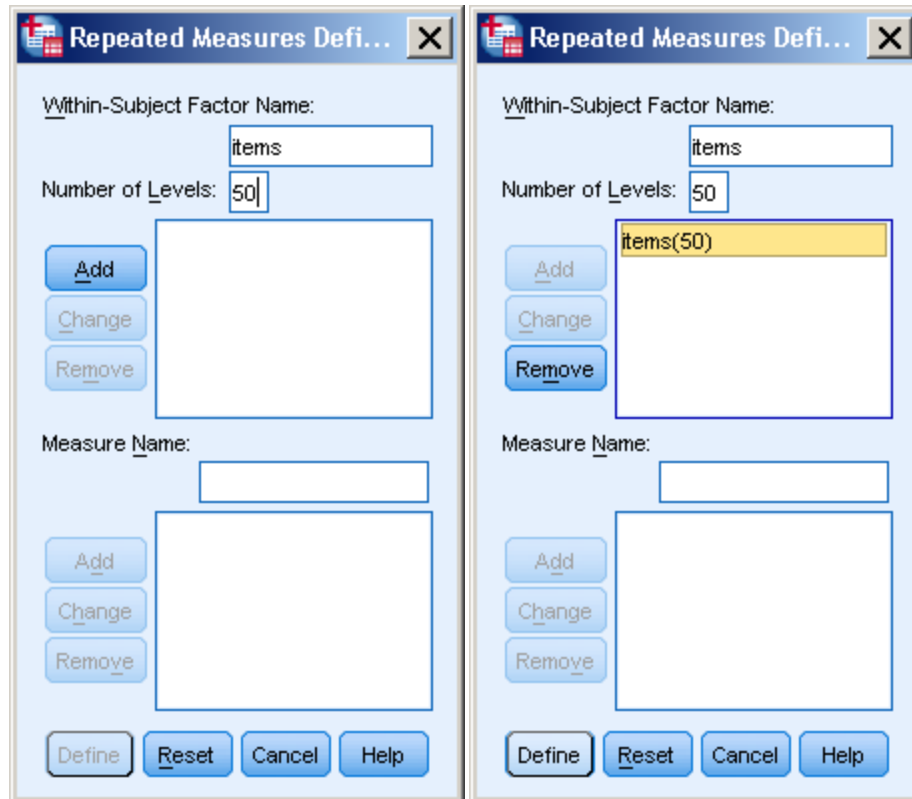 Repeated Measures Defi...
Within-Subject Factor Name:
items
Number of Levels: 50
Add
Change
Remove
Measure Name:
Add
Change
Remove
Define Reset Cancel Help
Repeated Measures Defi...
Within-Subject Factor Name:
items
Number of Levels: 50
items(50)
Add
Change
Remove
Measure Name:
Add
Change
Remove
Define Reset Cancel Help